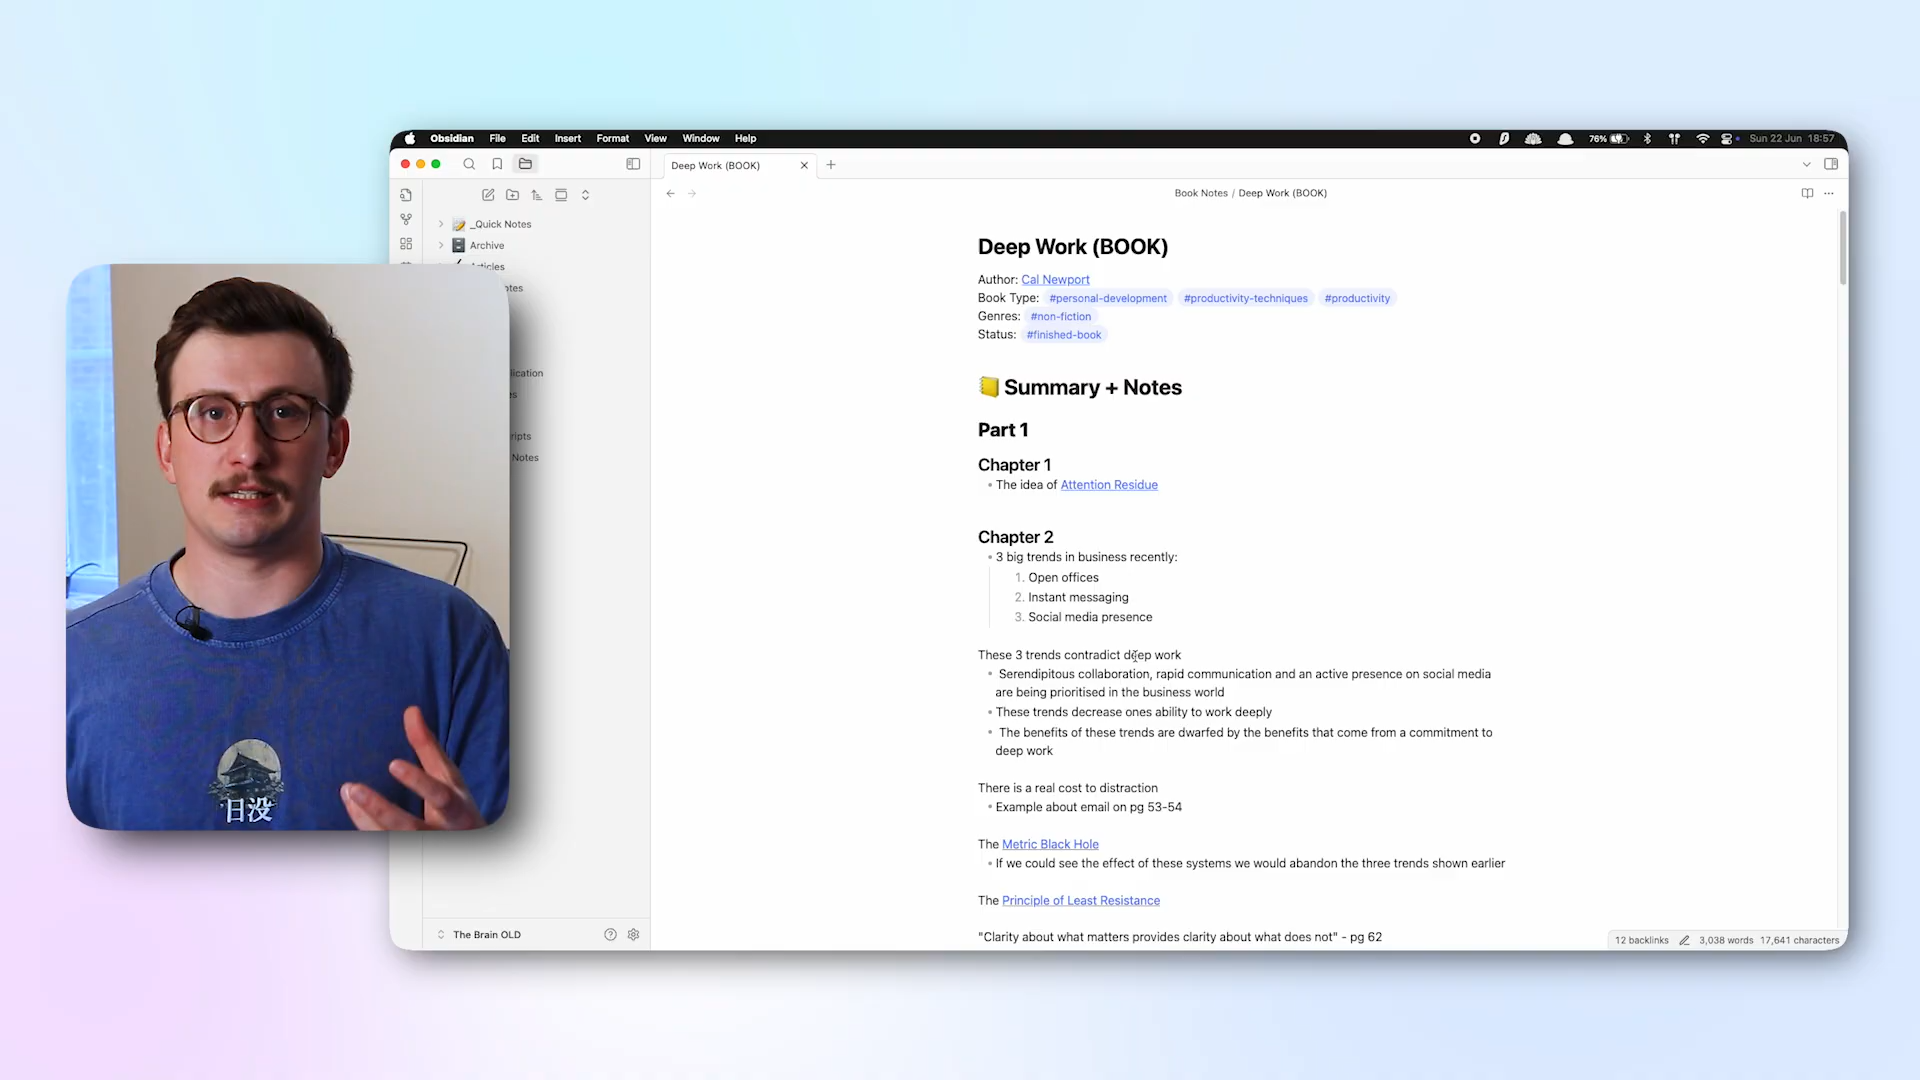 Obsidian File Edit Insert Format View Window Help
76%
Sun 22 Jun 18:57
Deep Work (BOOK)
Book Notes / Deep Work (BOOK)
_Quick Notes
Archive
The Brain OLD
Deep Work (BOOK)
Author: Cal Newport
Book Type: #personal-development #productivity-techniques #productivity
Genres: #non-fiction
Status: #finished-book
Summary + Notes
Part 1
Chapter 1
• The idea of Attention Residue
Chapter 2
• 3 big trends in business recently:
1. Open offices
2. Instant messaging
3. Social media presence
These 3 trends contradict deep work
• Serendipitous collaboration, rapid communication and an active presence on social media
are being prioritised in the business world
• These trends decrease ones ability to work deeply
• The benefits of these trends are dwarfed by the benefits that come from a commitment to
deep work
There is a real cost to distraction
• Example about email on pg 53-54
The Metric Black Hole
• If we could see the effect of these systems we would abandon the three trends shown earlier
The Principle of Least Resistance
"Clarity about what matters provides clarity about what does not" - pg 62
12 backlinks 3,038 words 17,641 characters
日没